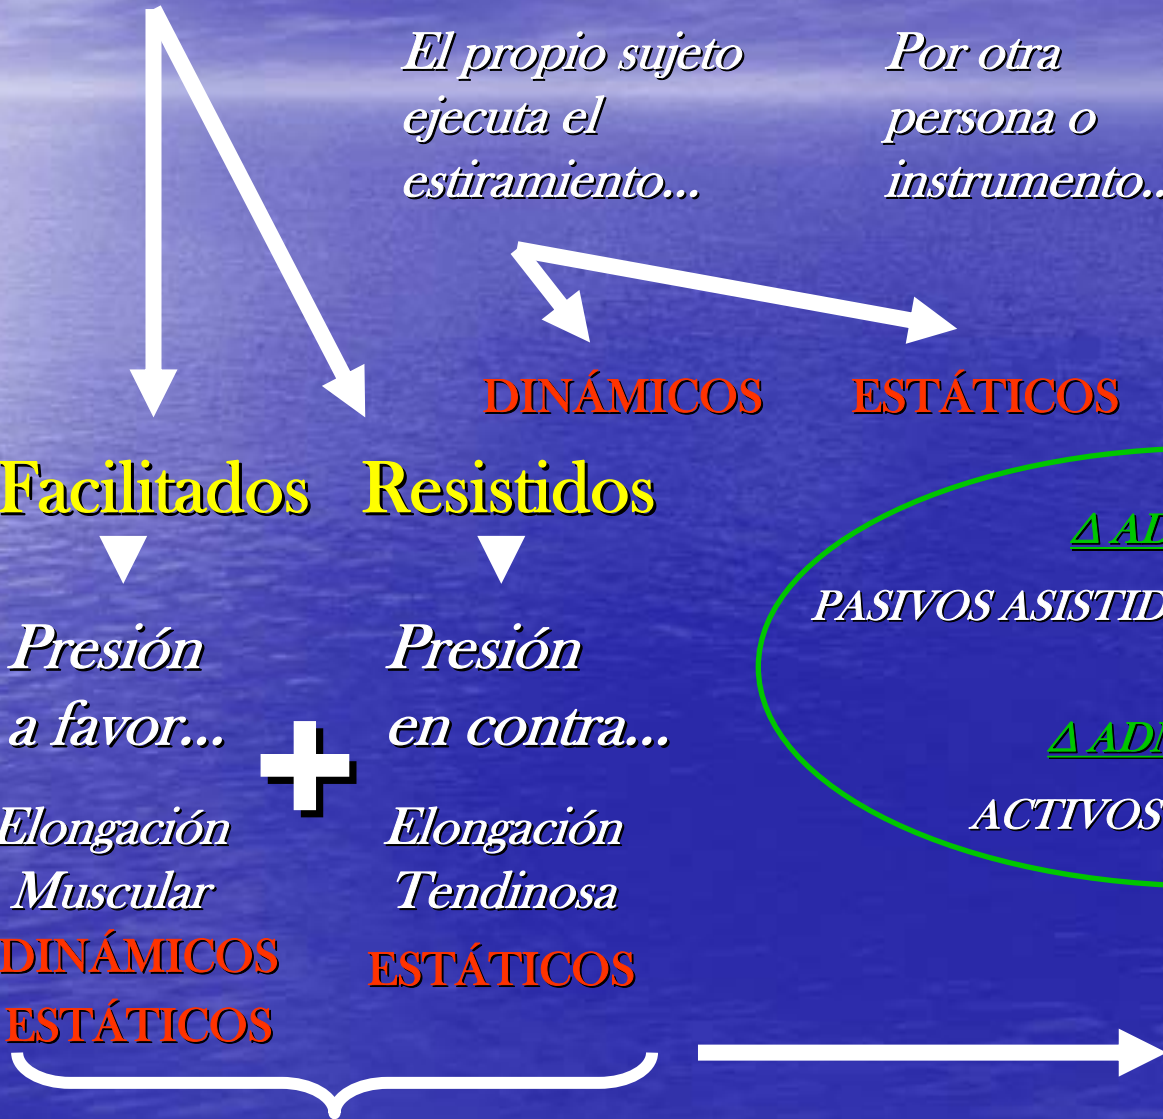 El propio sujeto
ejecuta el
estiramiento...
Por otra
persona o
instrumento..
DINÁMICOS
ESTÁTICOS
Facilitados
Resistidos
Presión
a favor...
+
Presión
en contra...
Elongación
Muscular
DINÁMICOS
ESTÁTICOS
Elongación
Tendinosa
ESTÁTICOS
Δ
PASIVOS
Δ
ACTIVOS